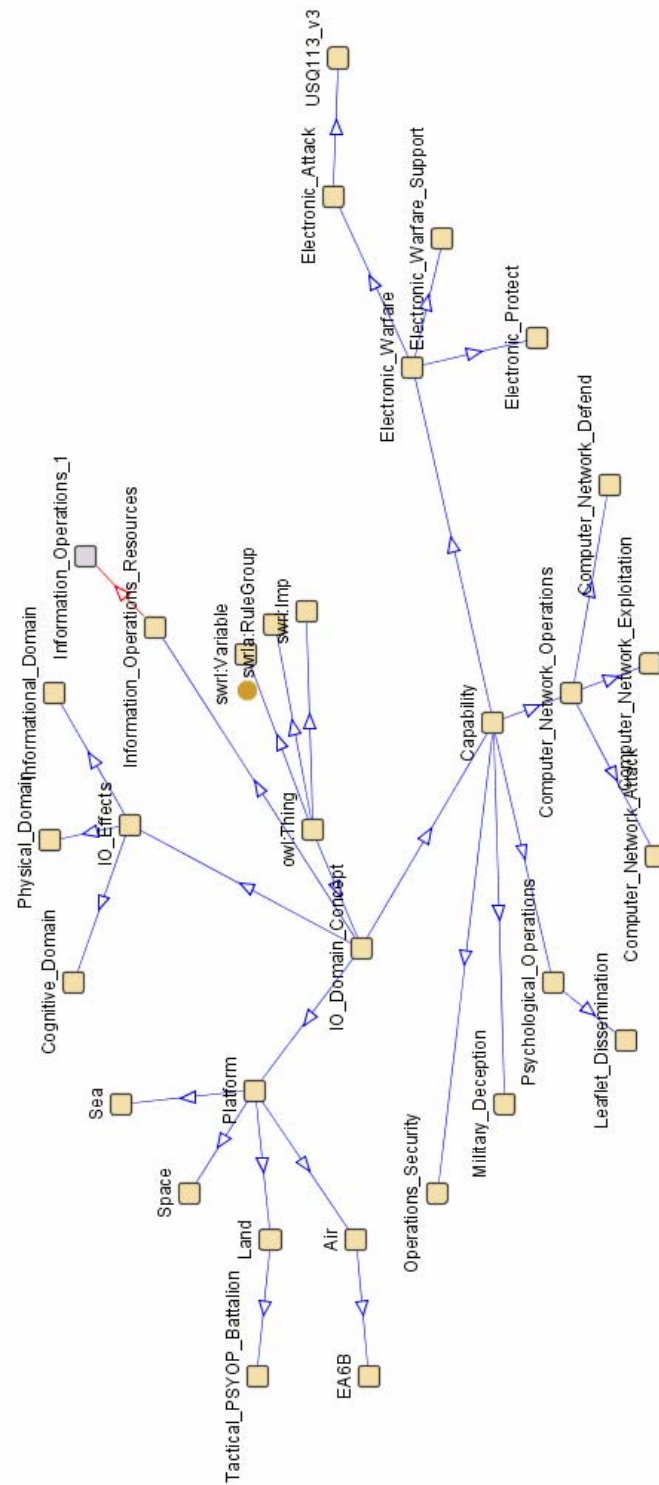 USQ113_v3
Electronic_Attack
Electronic_Warfare_Support
Electronic_Warfare
Electronic_Protect
Computer_Network_Defend
Information_Operations_1
Information_Operations_Resources
swrl:Imp
swrla:RuleGroup
swrl:Variable
Informational_Domain
Computer_Network_Exploitation
Computer_Network_Operations
Capability
Physical_Domain
IO_Effects
owl:Thing
Computer_Network_Attack
Cognitive_Domain
IO_Domain_Concept
Psychological_Operations
Leaflet_Dissemination
Sea
Platform
Military_Deception
Space
Operations_Security
Land
Air
Tactical_PSYOP_Battalion
EA6B